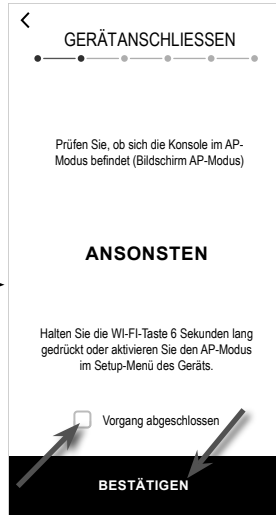 GERÄTANSCHLIESSEN
Prüfen Sie, ob sich die Konsole im AP-
Modus befindet (Bildschirm AP-Modus)
ANSONSTEN
Halten Sie die WI-FI-Taste 6 Sekunden lang
gedrückt oder aktivieren Sie den AP-Modus
im Setup-Menü des Geräts.
Vorgang abgeschlossen
BESTÄTIGEN